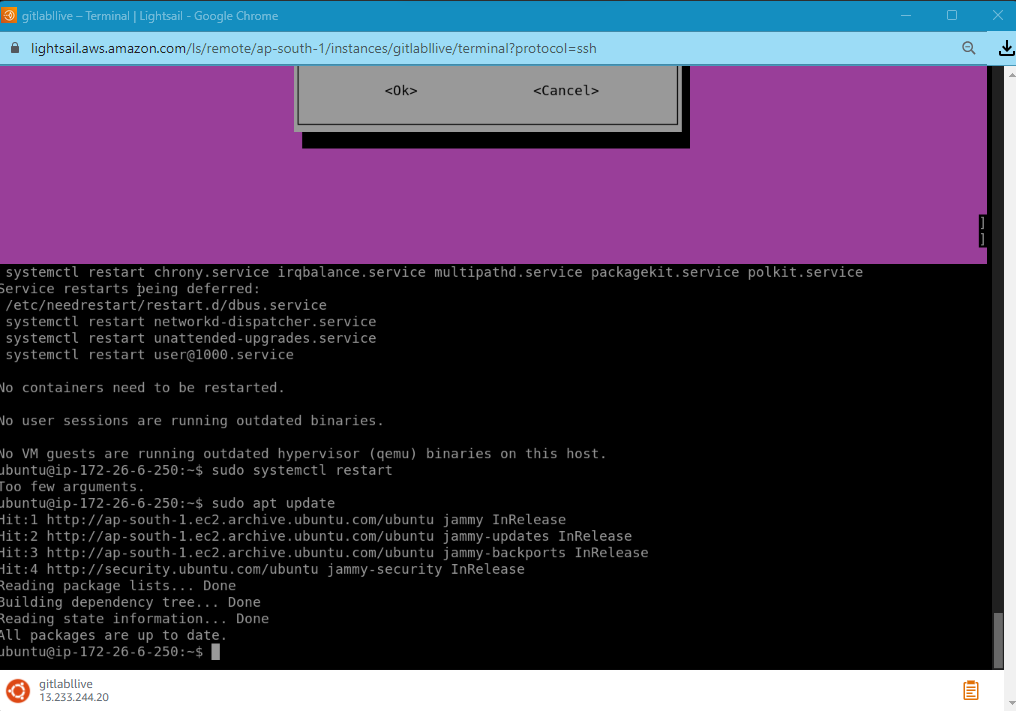 gitlabllive – Terminal | Lightsail - Google Chrome
lightsail.aws.amazon.com/ls/remote/ap-south-1/instances/gitlabllive/terminal?protocol=ssh
<Ok> <Cancel>
]
]
systemctl restart chrony.service irqbalance.service multipathd.service packagekit.service polkit.service
Service restarts being deferred:
/etc/needrestart/restart.d/dbus.service
systemctl restart networkd-dispatcher.service
systemctl restart unattended-upgrades.service
systemctl restart user@1000.service
No containers need to be restarted.
No user sessions are running outdated binaries.
No VM guests are running outdated hypervisor (qemu) binaries on this host.
ubuntu@ip-172-26-6-250:~$ sudo systemctl restart
Too few arguments.
ubuntu@ip-172-26-6-250:~$ sudo apt update
Hit:1 http://ap-south-1.ec2.archive.ubuntu.com/ubuntu jammy InRelease
Hit:2 http://ap-south-1.ec2.archive.ubuntu.com/ubuntu jammy-updates InRelease
Hit:3 http://ap-south-1.ec2.archive.ubuntu.com/ubuntu jammy-backports InRelease
Hit:4 http://security.ubuntu.com/ubuntu jammy-security InRelease
Reading package lists... Done
Building dependency tree... Done
Reading state information... Done
All packages are up to date.
ubuntu@ip-172-26-6-250:~$
gitlabllive
13.233.244.20